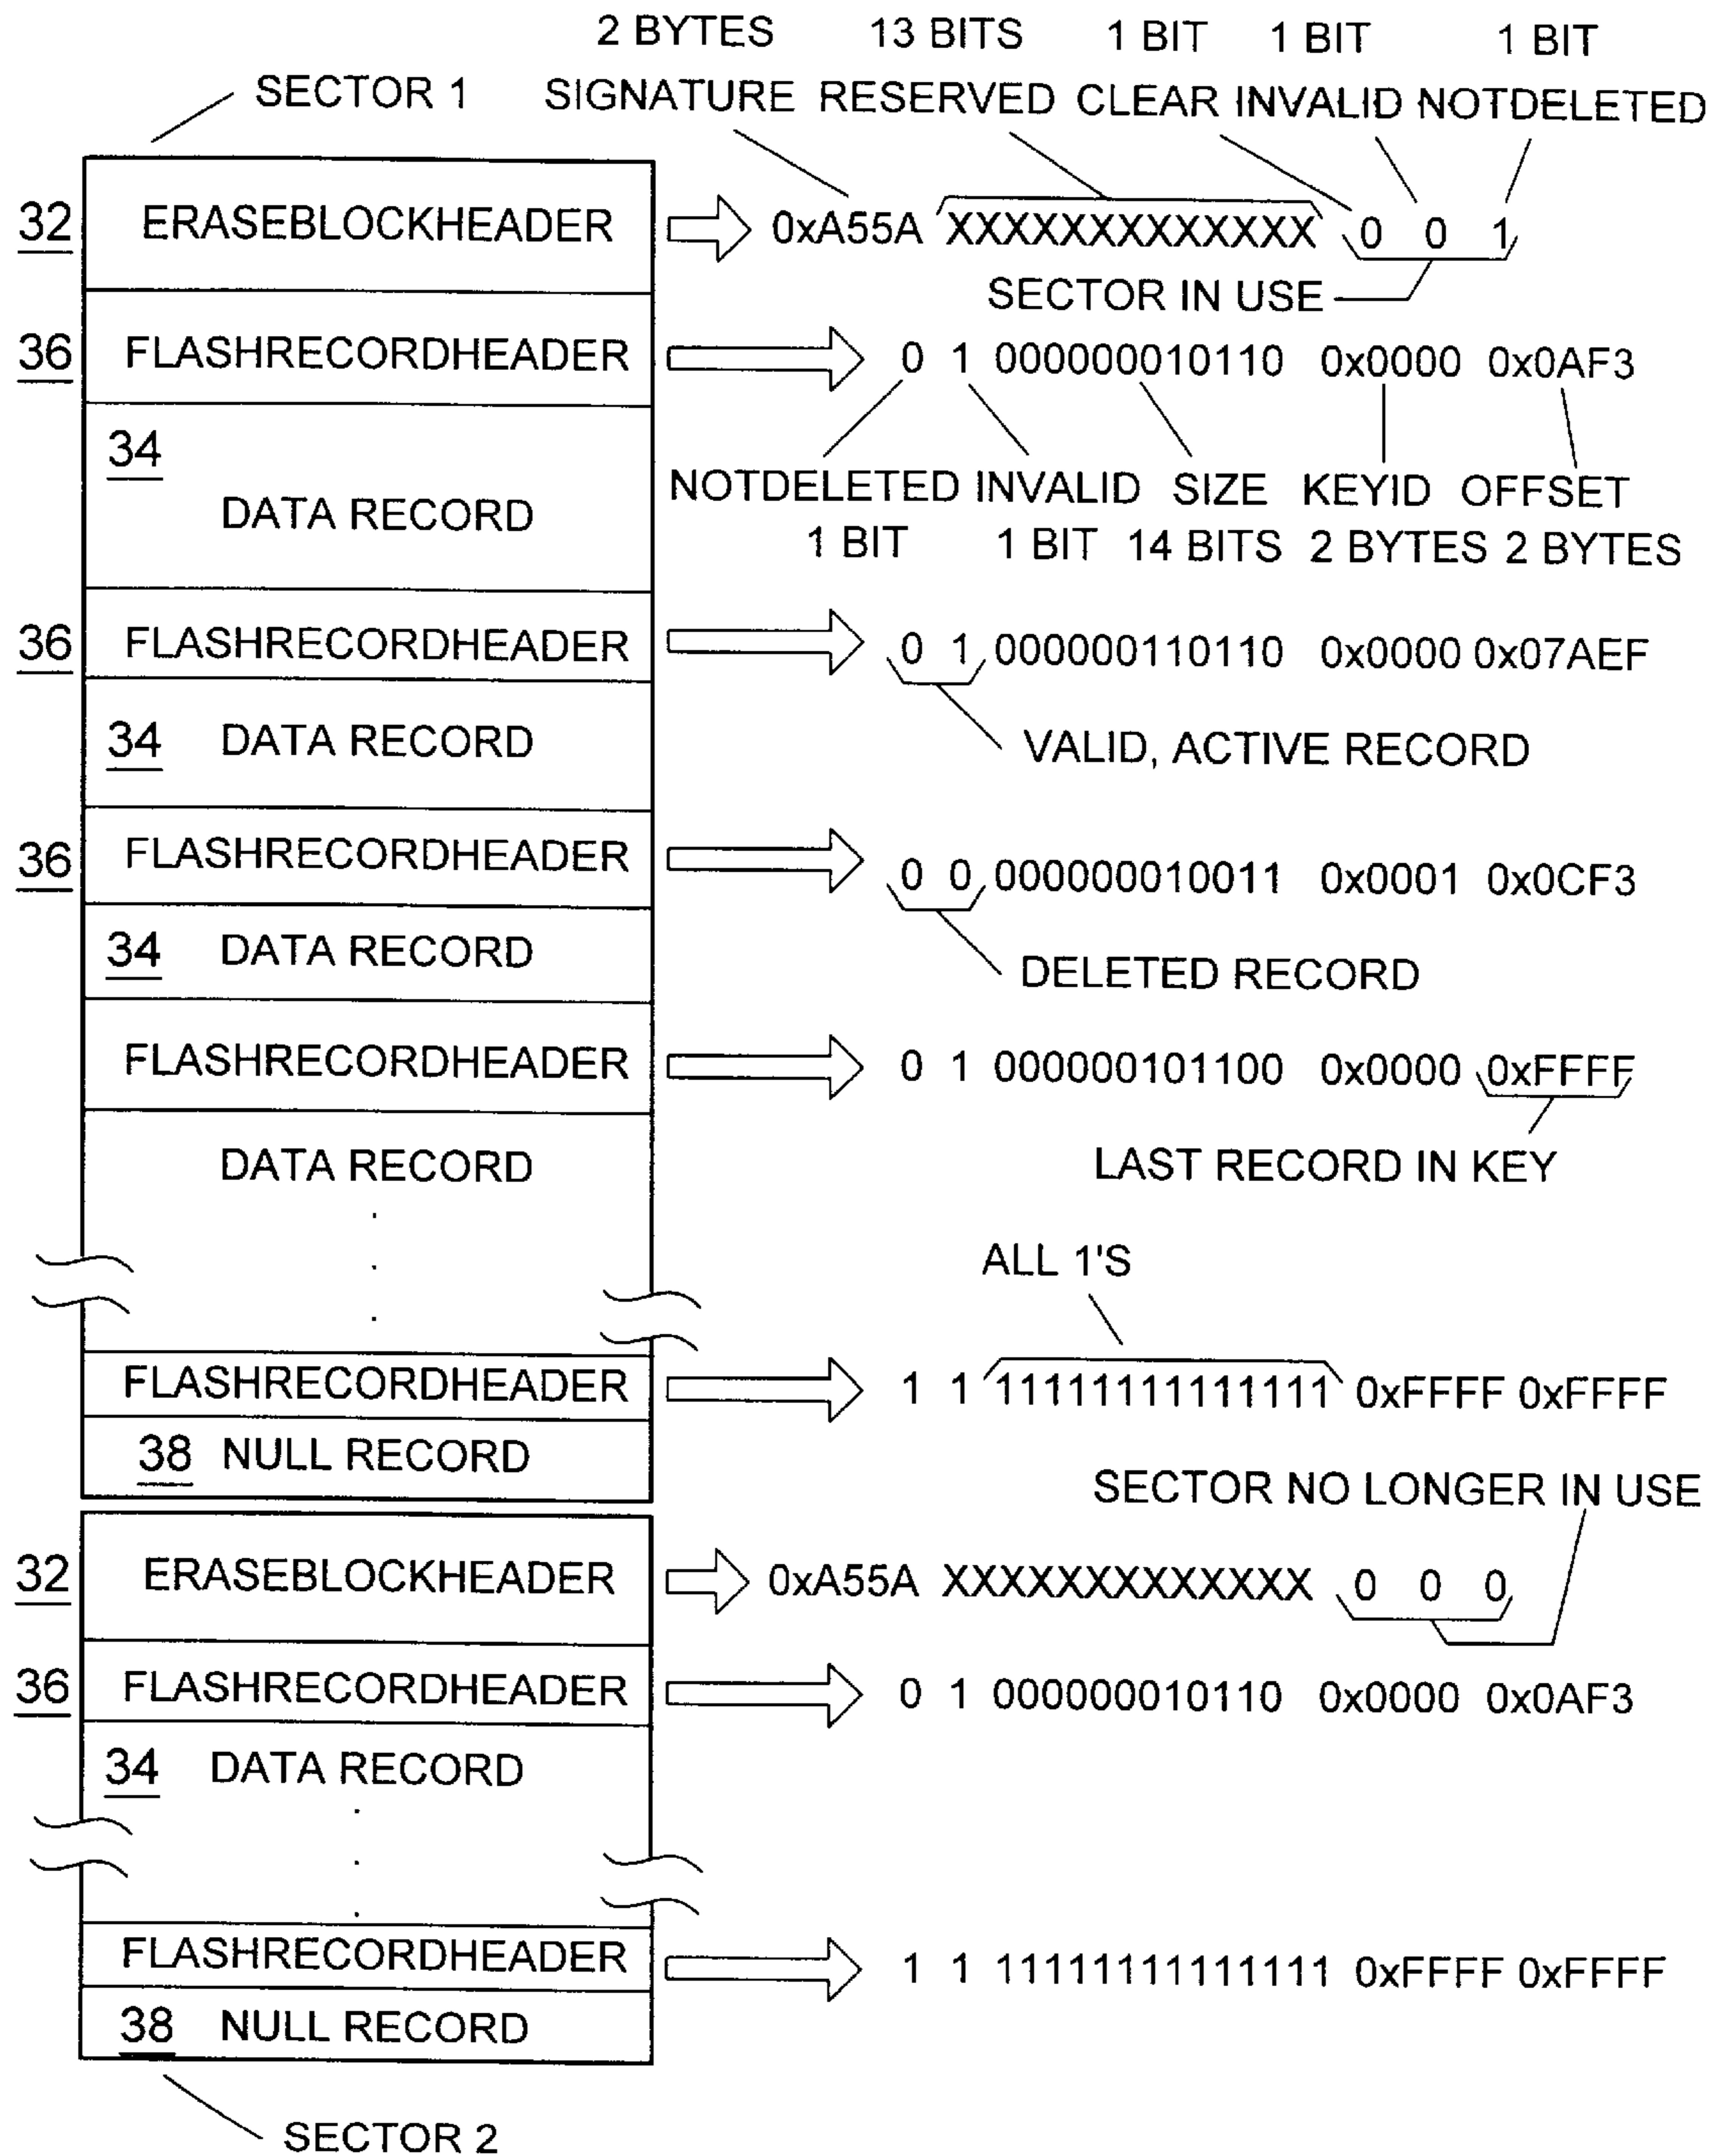 2 BYTES 13 BITS 1 BIT 1 BIT 1 BIT
SECTOR 1 SIGNATURE RESERVED CLEAR INVALID NOTDELETED
32 ERASEBLOCKHEADER 0xA55A XXXXXXXXXXXXX 0 0 1
SECTOR IN USE
36 FLASHRECORDHEADER 0 1 000000010110 0x0000 0x0AF3
34
NOTDELETED INVALID SIZE KEYID OFFSET
DATA RECORD
1 BIT 1 BIT 14 BITS 2 BYTES 2 BYTES
36 FLASHRECORDHEADER 0 1 000000110110 0x0000 0x07AEF
34 DATA RECORD
VALID, ACTIVE RECORD
36 FLASHRECORDHEADER 0 0 000000010011 0x0001 0x0CF3
34 DATA RECORD
DELETED RECORD
FLASHRECORDHEADER 0 1 000000101100 0x0000 0xFFFF
DATA RECORD LAST RECORD IN KEY
ALL 1'S
FLASHRECORDHEADER 1 1 11111111111111 0xFFFF 0xFFFF
38 NULL RECORD
SECTOR NO LONGER IN USE
32 ERASEBLOCKHEADER 0xA55A XXXXXXXXXXXXX 0 0 0
36 FLASHRECORDHEADER 0 1 000000010110 0x0000 0x0AF3
34 DATA RECORD
FLASHRECORDHEADER 1 1 11111111111111 0xFFFF 0xFFFF
38 NULL RECORD
SECTOR 2